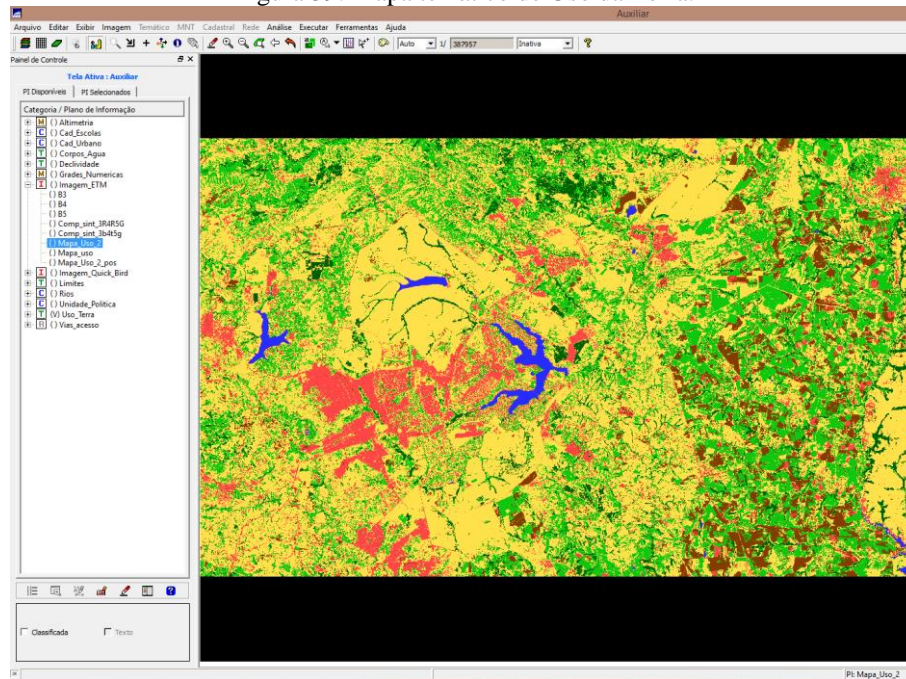 Auxiliar
Arquivo Editar Exibir Imagem Temático MNT Cadastral Rede Análise Executar Ferramentas Ajuda
Auto 1/ 387957 Inativa
Painel de Controle
Tela Ativa : Auxiliar
PI Disponíveis PI Selecionados
Categoria / Plano de Informação
M () Altimetria
C () Cad_Escolas
C () Cad_Urbano
T () Corpos_Agua
T () Declividade
M () Grades_Numericas
I () Imagem_ETM
() B3
() B4
() B5
() Comp_sint_3R4R5G
() Comp_sint_3b4t5g
() Mapa_Uso_2
() Mapa_uso
() Mapa_Uso_2_pos
I () Imagem_Quick_Bird
T () Limites
C () Rios
C () Unidade_Politica
T (V) Uso_Terra
R () Vias_acesso
Classificada Texto
PI: Mapa_Uso_2